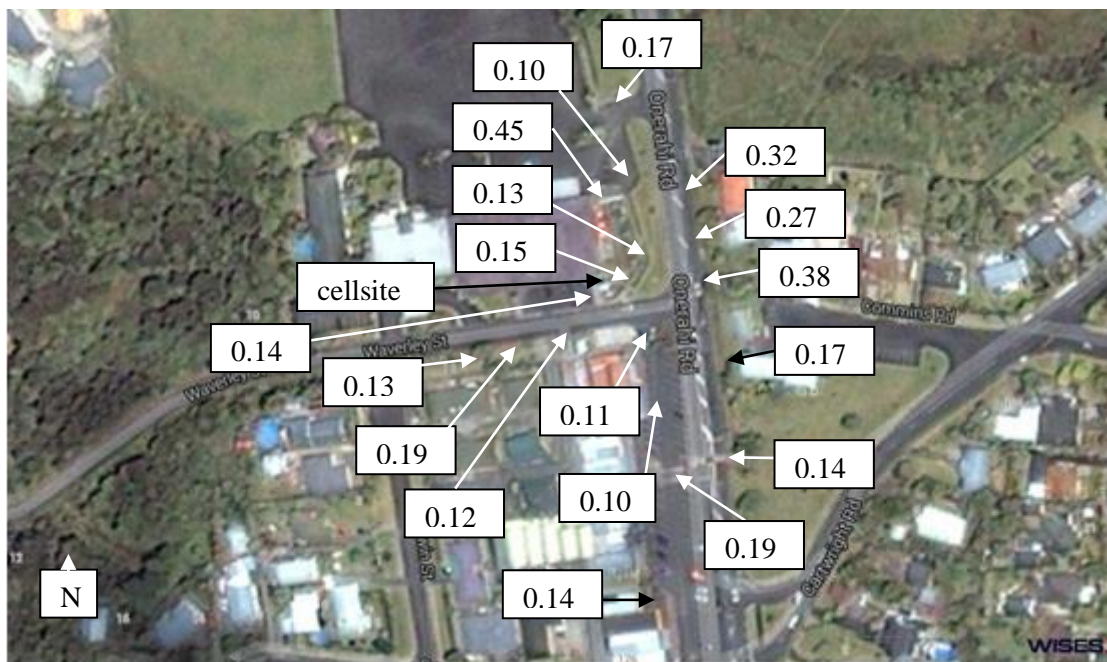 0.17
0.10
0.45
0.32
0.13
0.27
0.15
0.38
cellsite
Onerahi Rd
Onerahi Rd
Commins Rd
0.14
Waverley St
0.17
0.13
0.11
0.19
0.14
0.10
0.12
0.19
Cartwright Rd
0.14
N
WISES